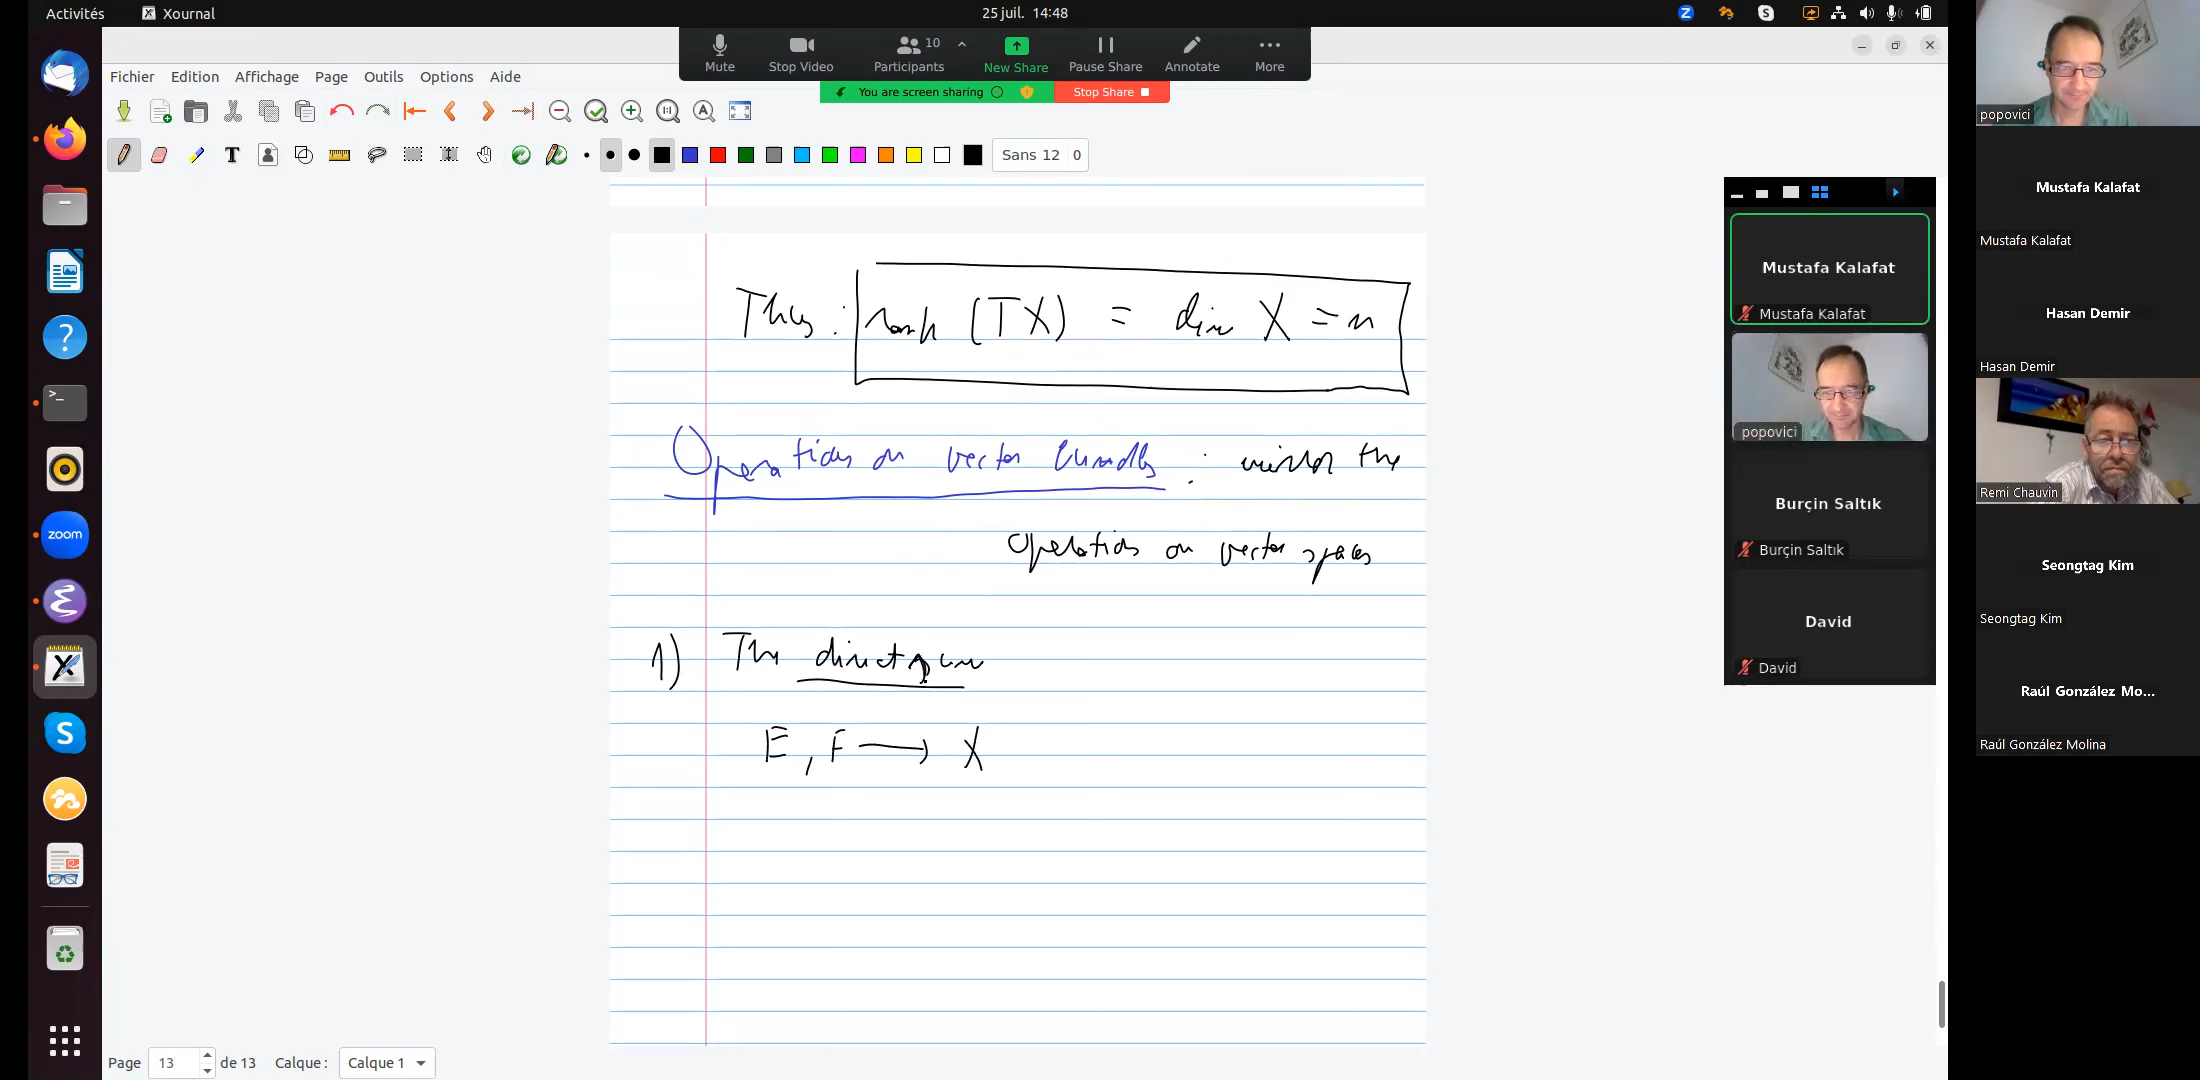 Activités
Xournal
25 juil. 14:48
Mute
Stop Video
Participants
10
New Share
Pause Share
Annotate
More
You are screen sharing
Stop Share
Fichier
Edition
Affichage
Page
Outils
Options
Aide
Sans 12
0
Thus : rank (TX) = dim X = n
Operations on vector bundles : mirror the
operations on vector spaces
1) The direct sum
E, F → X
Mustafa Kalafat
Mustafa Kalafat
popovici
Burçin Saltık
Burçin Saltık
David
David
popovici
Mustafa Kalafat
Mustafa Kalafat
Hasan Demir
Hasan Demir
Remi Chauvin
Seongtag Kim
Seongtag Kim
Raúl González Mo...
Raúl González Molina
zoom
Page 13 de 13
Calque :
Calque 1